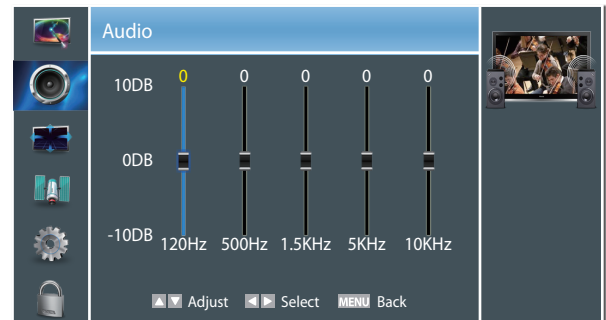 Audio
0 0 0 0 0
10DB
0DB
-10DB
120Hz 500Hz 1.5KHz 5KHz 10KHz
Adjust Select MENU Back